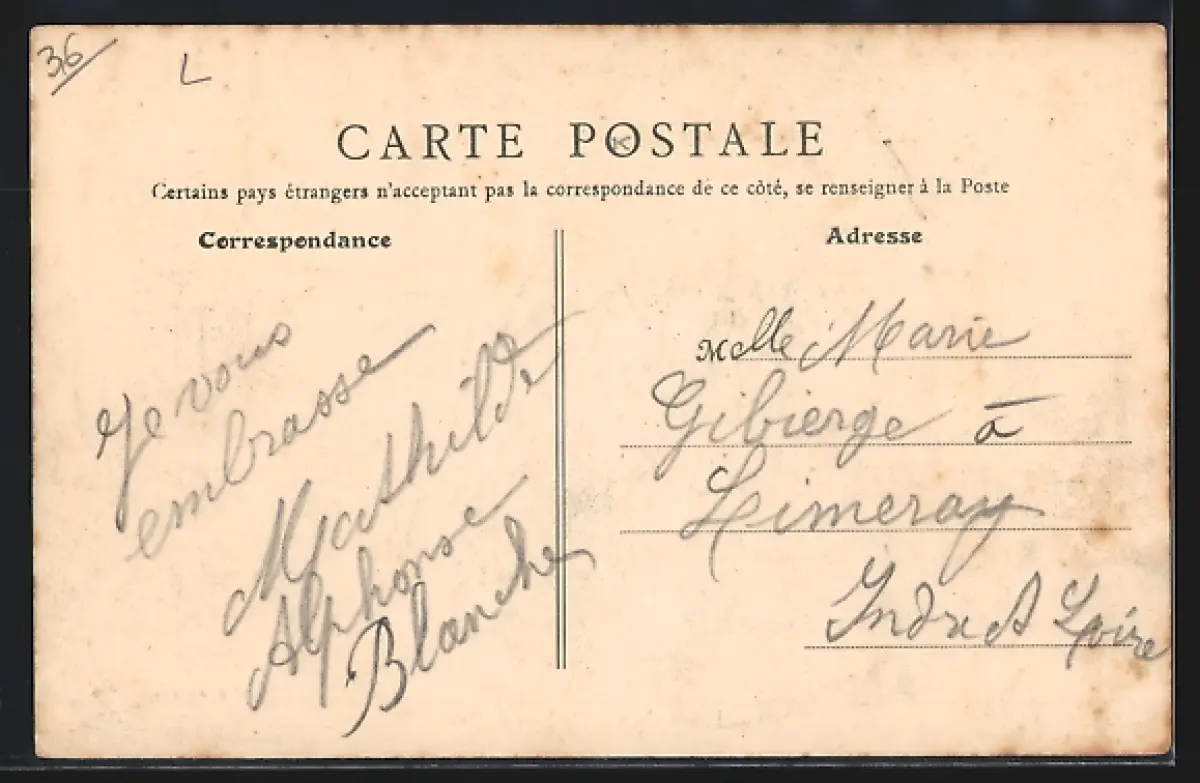 36
L
CARTE POSTALE
Certains pays étrangers n'acceptant pas la correspondance de ce côté, se renseigner à la Poste
Correspondance
Adresse
Je vous
embrasse
Mathilde
Alphonse
Blanche
Melle Marie
Gibierge à
Limeray
Indre et Loire